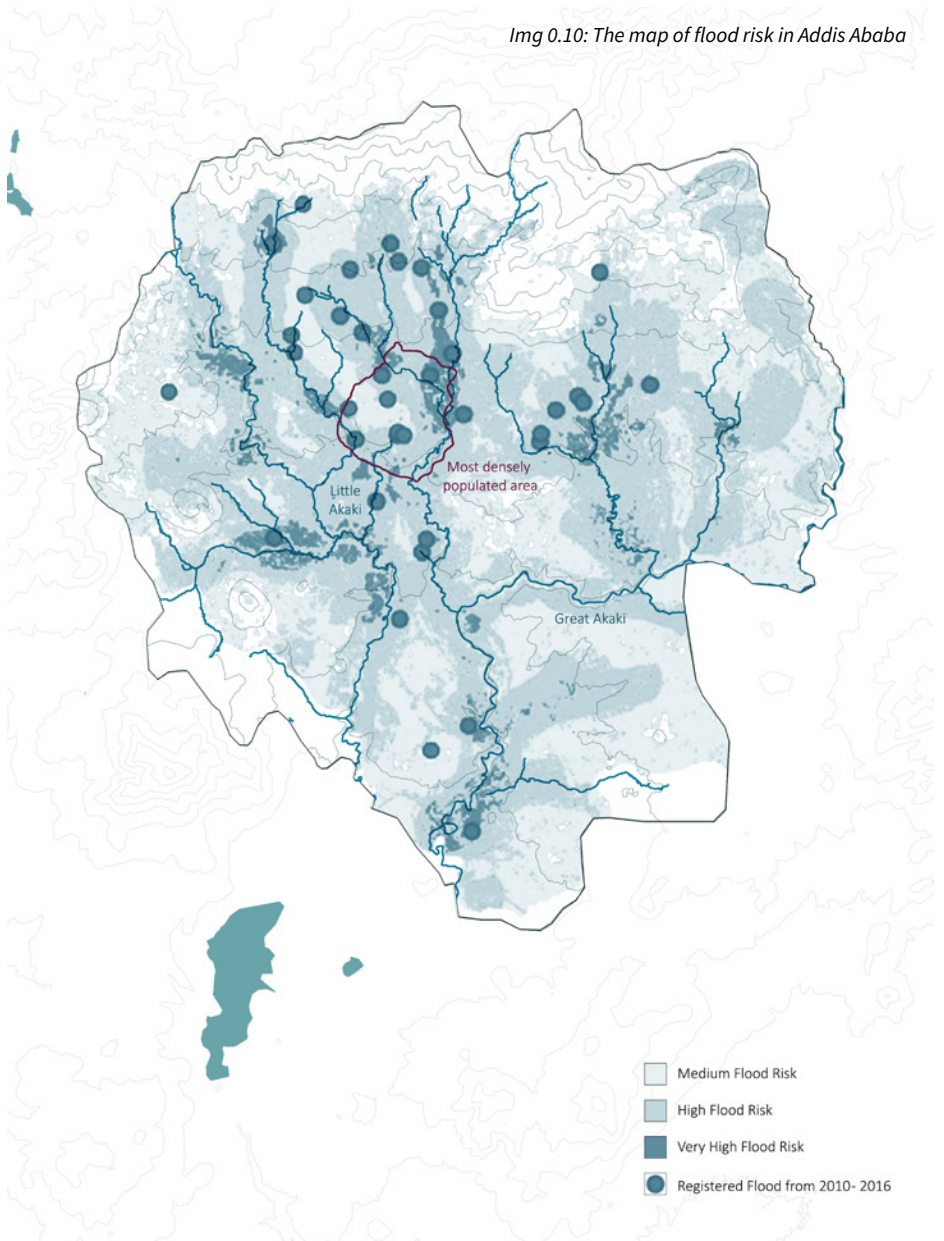 Img 0.10: The map of flood risk in Addis Ababa
Most densely
populated area
Little
Akaki
Great Akaki
Medium Flood Risk
High Flood Risk
Very High Flood Risk
Registered Flood from 2010- 2016